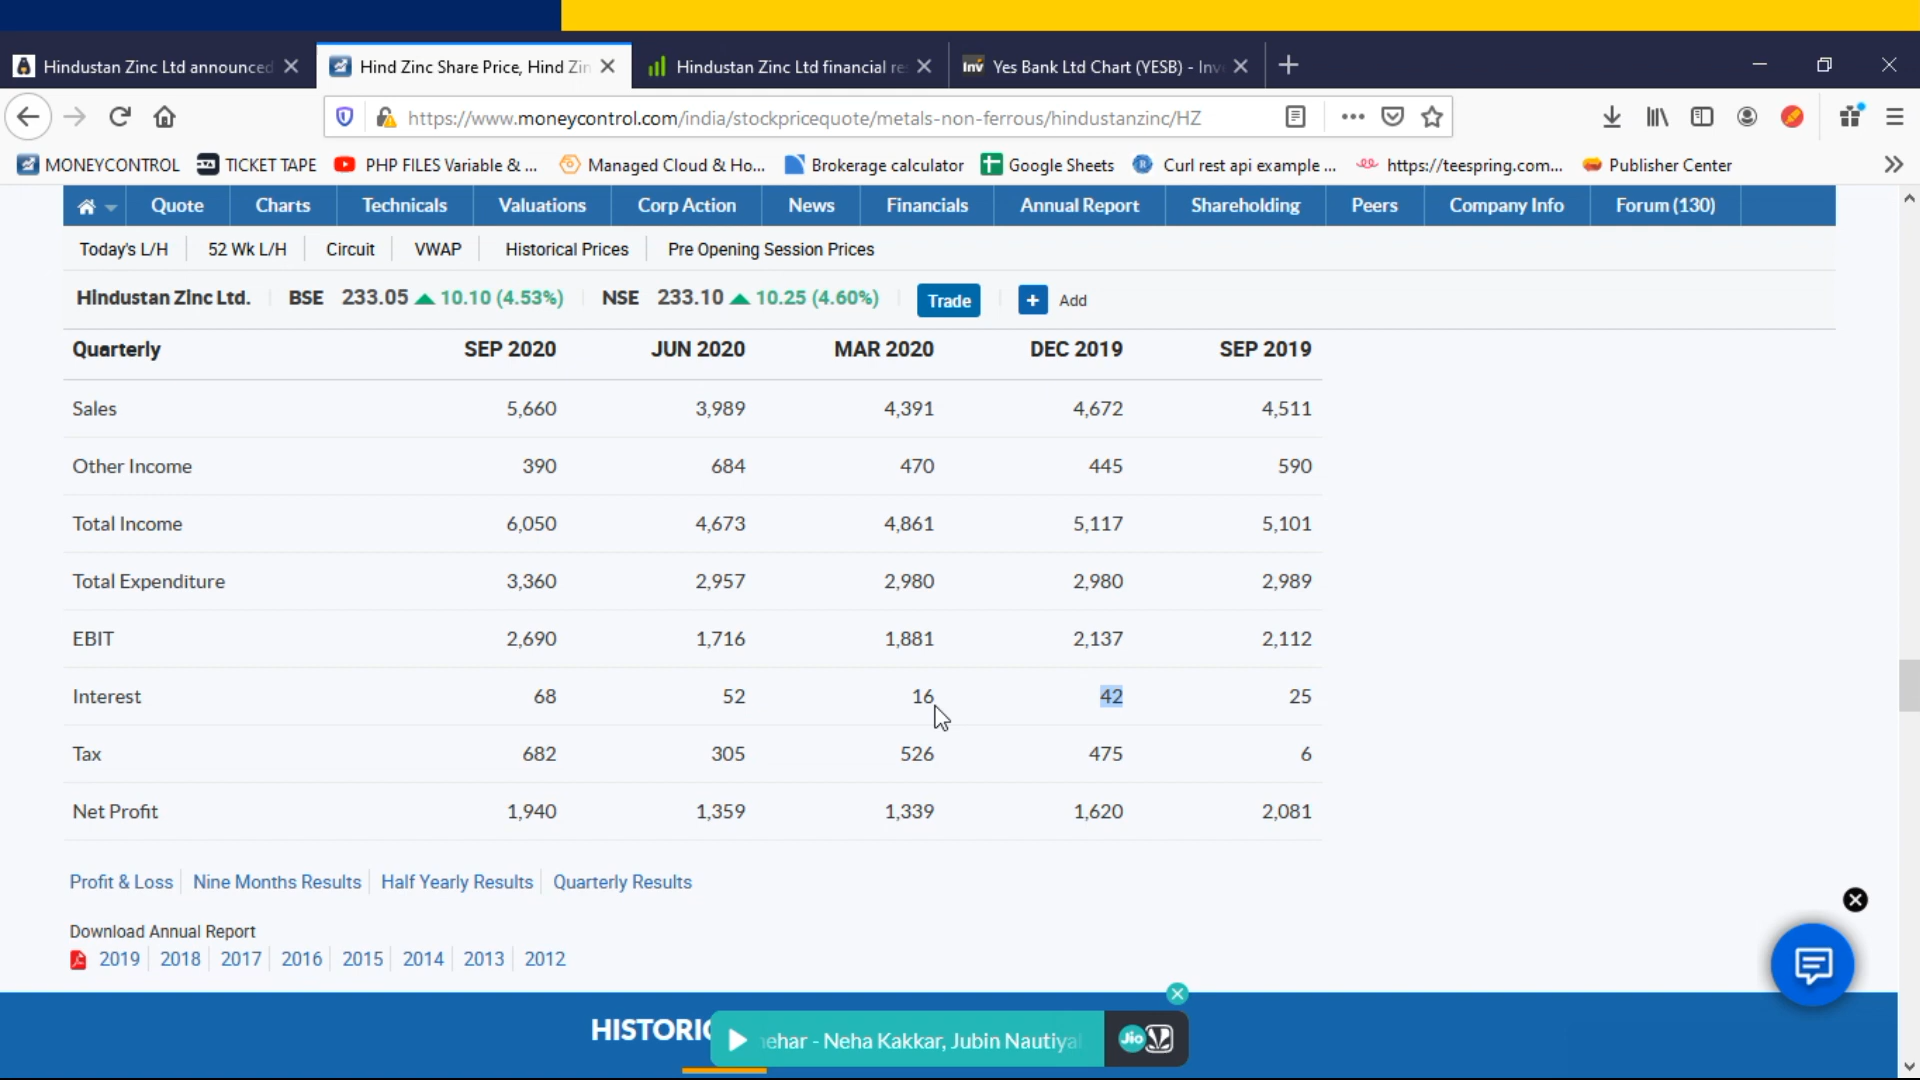 Hindustan Zinc Ltd announced
Hind Zinc Share Price, Hind Zin
Hindustan Zinc Ltd financial re
Inv Yes Bank Ltd Chart (YESB) - Inv
https://www.moneycontrol.com/india/stockpricequote/metals-non-ferrous/hindustanzinc/HZ
MONEYCONTROL TICKET TAPE PHP FILES Variable & ... Managed Cloud & Ho... Brokerage calculator Google Sheets Curl rest api example ... https://teespring.com... Publisher Center
Quote Charts Technicals Valuations Corp Action News Financials Annual Report Shareholding Peers Company Info Forum (130)
Today's L/H 52 Wk L/H Circuit VWAP Historical Prices Pre Opening Session Prices
Hindustan Zinc Ltd. BSE 233.05 10.10 (4.53%) NSE 233.10 10.25 (4.60%) Trade + Add
Quarterly SEP 2020 JUN 2020 MAR 2020 DEC 2019 SEP 2019
Sales 5,660 3,989 4,391 4,672 4,511
Other Income 390 684 470 445 590
Total Income 6,050 4,673 4,861 5,117 5,101
Total Expenditure 3,360 2,957 2,980 2,980 2,989
EBIT 2,690 1,716 1,881 2,137 2,112
Interest 68 52 16 42 25
Tax 682 305 526 475 6
Net Profit 1,940 1,359 1,339 1,620 2,081
Profit & Loss Nine Months Results Half Yearly Results Quarterly Results
Download Annual Report
2019 2018 2017 2016 2015 2014 2013 2012
HISTORIC
ehar - Neha Kakkar, Jubin Nautiya
Jio